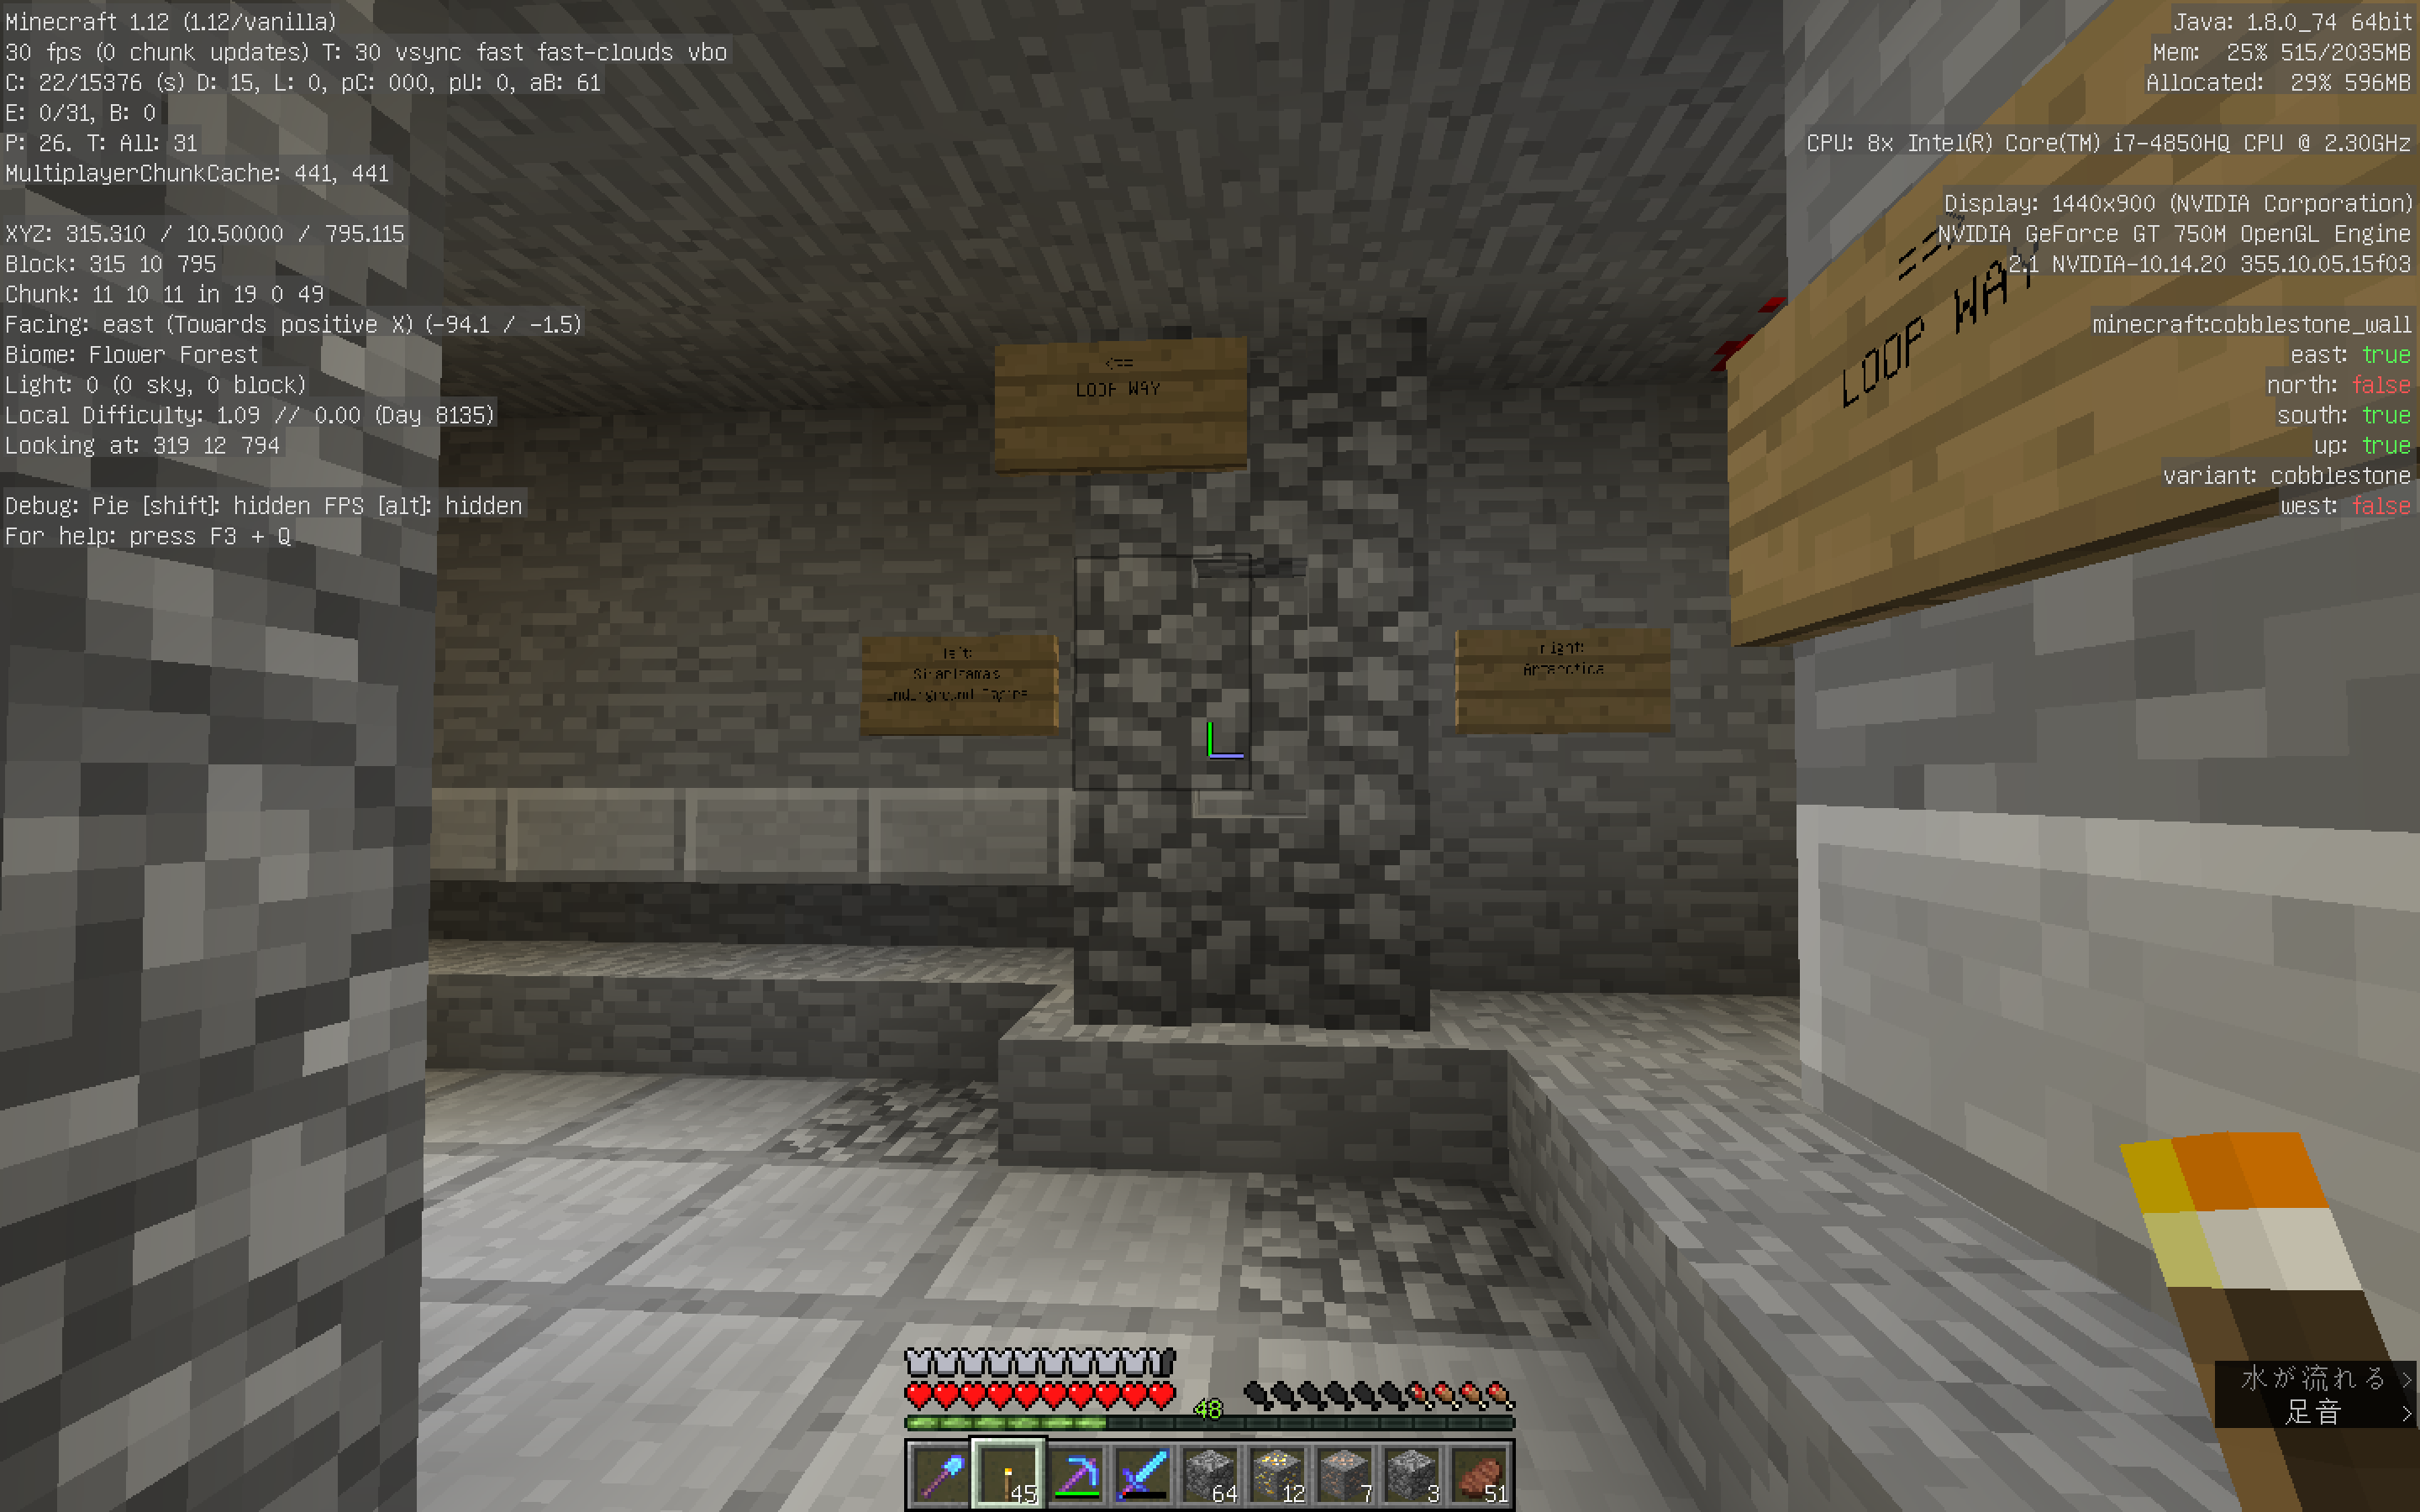 Minecraft 1.12 (1.12/vanilla)
30 fps (0 chunk updates) T: 30 vsync fast fast-clouds vbo
C: 22/15376 (s) D: 15, L: 0, pC: 000, pU: 0, aB: 61
E: 0/31, B: 0
P: 26. T: All: 31
MultiplayerChunkCache: 441, 441
XYZ: 315.310 / 10.50000 / 795.115
Block: 315 10 795
Chunk: 11 10 11 in 19 0 49
Facing: east (Towards positive X) (-94.1 / -1.5)
Biome: Flower Forest
Light: 0 (0 sky, 0 block)
Local Difficulty: 1.09 // 0.00 (Day 8135)
Looking at: 319 12 794
Debug: Pie [shift]: hidden FPS [alt]: hidden
For help: press F3 + Q
Java: 1.8.0_74 64bit
Mem: 25% 515/2035MB
Allocated: 29% 596MB
CPU: 8x Intel(R) Core(TM) i7-4850HQ CPU @ 2.30GHz
Display: 1440x900 (NVIDIA Corporation)
NVIDIA GeForce GT 750M OpenGL Engine
2.1 NVIDIA-10.14.20 355.10.05.15f03
minecraft:cobblestone_wall
east: true
north: false
south: true
up: true
variant: cobblestone
west: false
<==
LOOP WAY
LOOP WAY
left:
right:
Antarctica
水が流れる >
足音 >
48
45
64
12
7
3
51